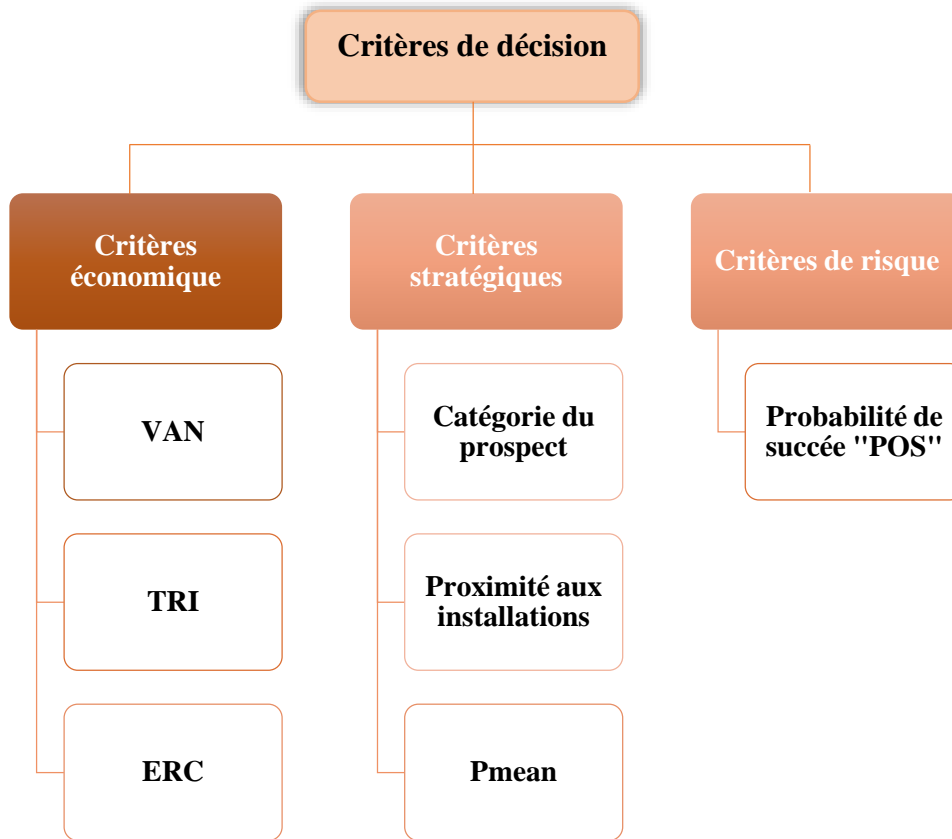 Critères de décision
Critères
économique
Critères
stratégiques
Critères de risque
VAN
TRI
ERC
Catégorie du
prospect
Proximité aux
installations
Pmean
Probabilité de
succée "POS"